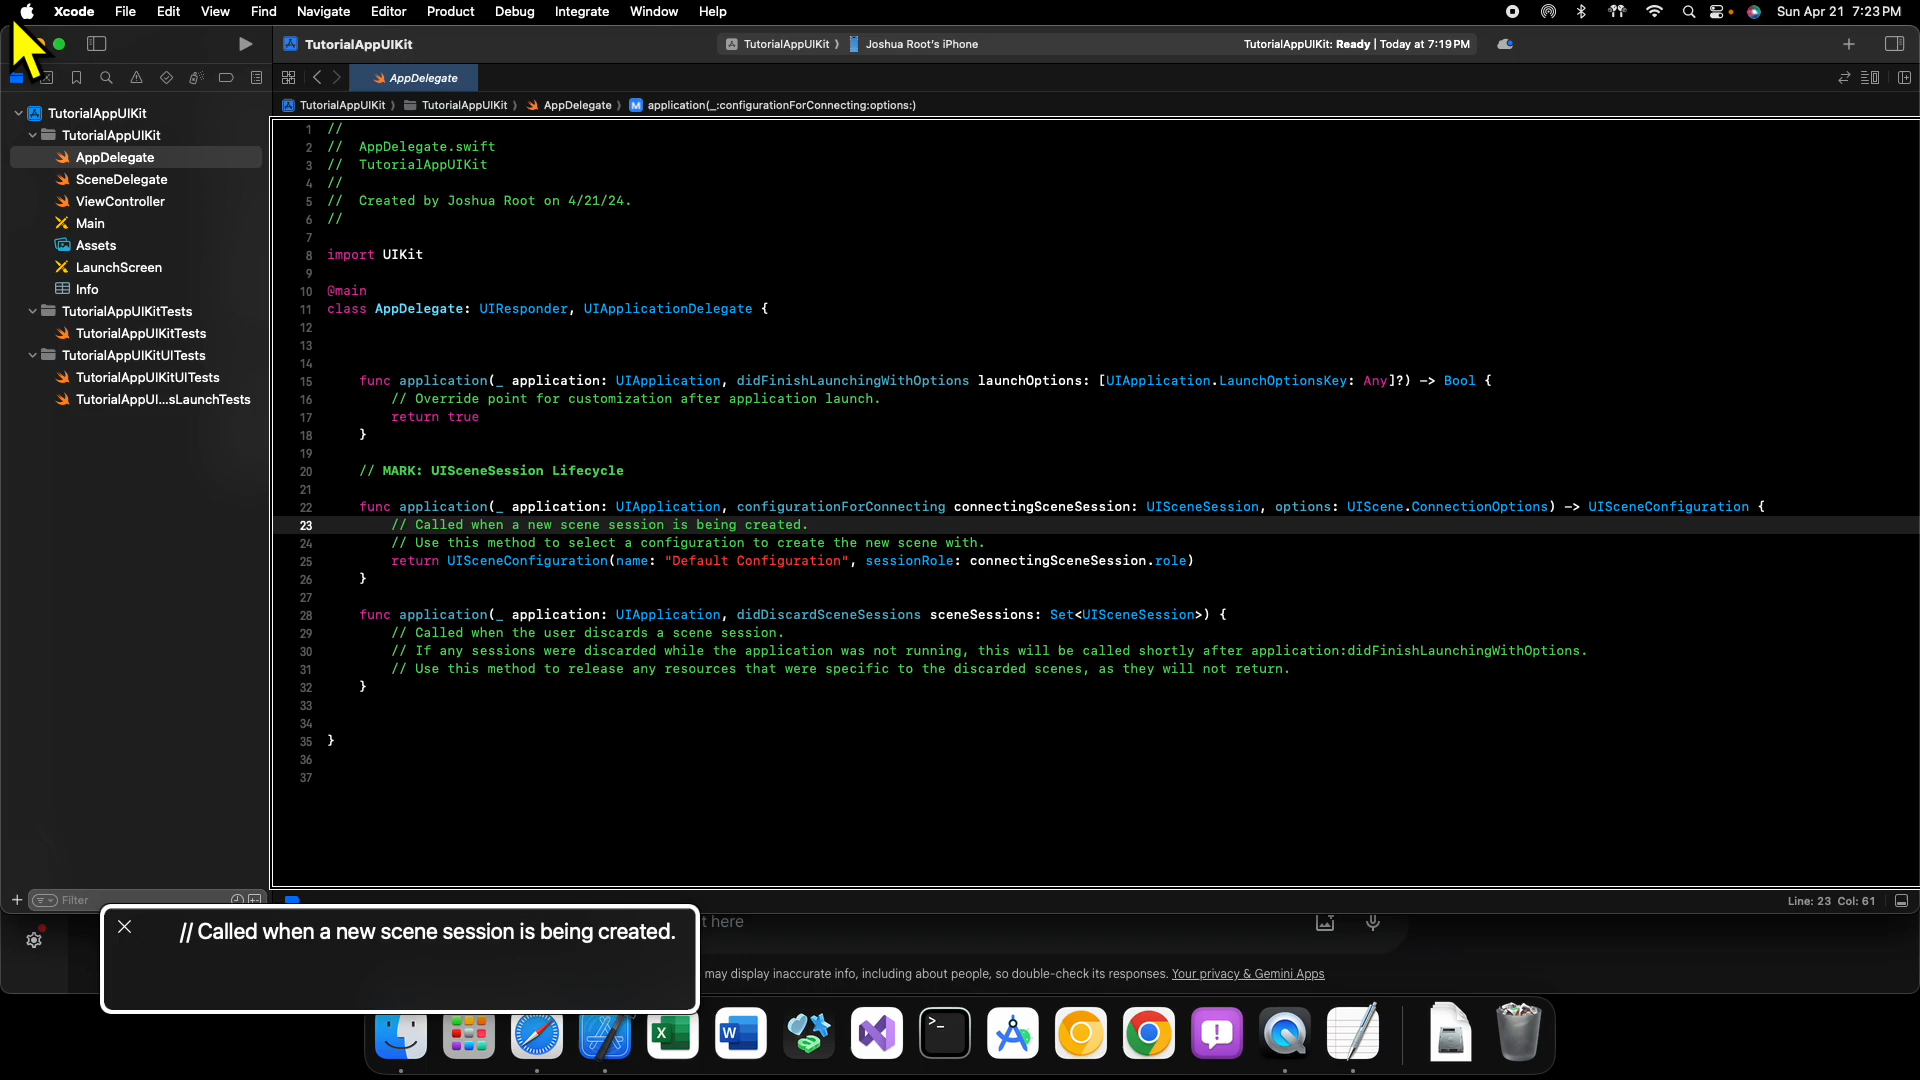 Xcode File Edit View Find Navigate Editor Product Debug Integrate Window Help Sun Apr 21 7:23 PM
TutorialAppUIKit TutorialAppUIKit Joshua Root's iPhone TutorialAppUIKit: Ready | Today at 7:19 PM
AppDelegate
TutorialAppUIKit TutorialAppUIKit AppDelegate M application(_:configurationForConnecting:options:)
TutorialAppUIKit
TutorialAppUIKit
AppDelegate
SceneDelegate
ViewController
Main
Assets
LaunchScreen
Info
TutorialAppUIKitTests
TutorialAppUIKitTests
TutorialAppUIKitUITests
TutorialAppUIKitUITests
TutorialAppUI...sLaunchTests
Filter
1 //
2 // AppDelegate.swift
3 // TutorialAppUIKit
4 //
5 // Created by Joshua Root on 4/21/24.
6 //
7
8 import UIKit
9
10 @main
11 class AppDelegate: UIResponder, UIApplicationDelegate {
12
13
14
15 func application(_ application: UIApplication, didFinishLaunchingWithOptions launchOptions: [UIApplication.LaunchOptionsKey: Any]?) -> Bool {
16 // Override point for customization after application launch.
17 return true
18 }
19
20 // MARK: UISceneSession Lifecycle
21
22 func application(_ application: UIApplication, configurationForConnecting connectingSceneSession: UISceneSession, options: UIScene.ConnectionOptions) -> UISceneConfiguration {
23 // Called when a new scene session is being created.
24 // Use this method to select a configuration to create the new scene with.
25 return UISceneConfiguration(name: "Default Configuration", sessionRole: connectingSceneSession.role)
26 }
27
28 func application(_ application: UIApplication, didDiscardSceneSessions sceneSessions: Set<UISceneSession>) {
29 // Called when the user discards a scene session.
30 // If any sessions were discarded while the application was not running, this will be called shortly after application:didFinishLaunchingWithOptions.
31 // Use this method to release any resources that were specific to the discarded scenes, as they will not return.
32 }
33
34
35 }
36
37
Line: 23 Col: 61
// Called when a new scene session is being created.
t here
may display inaccurate info, including about people, so double-check its responses. Your privacy & Gemini Apps